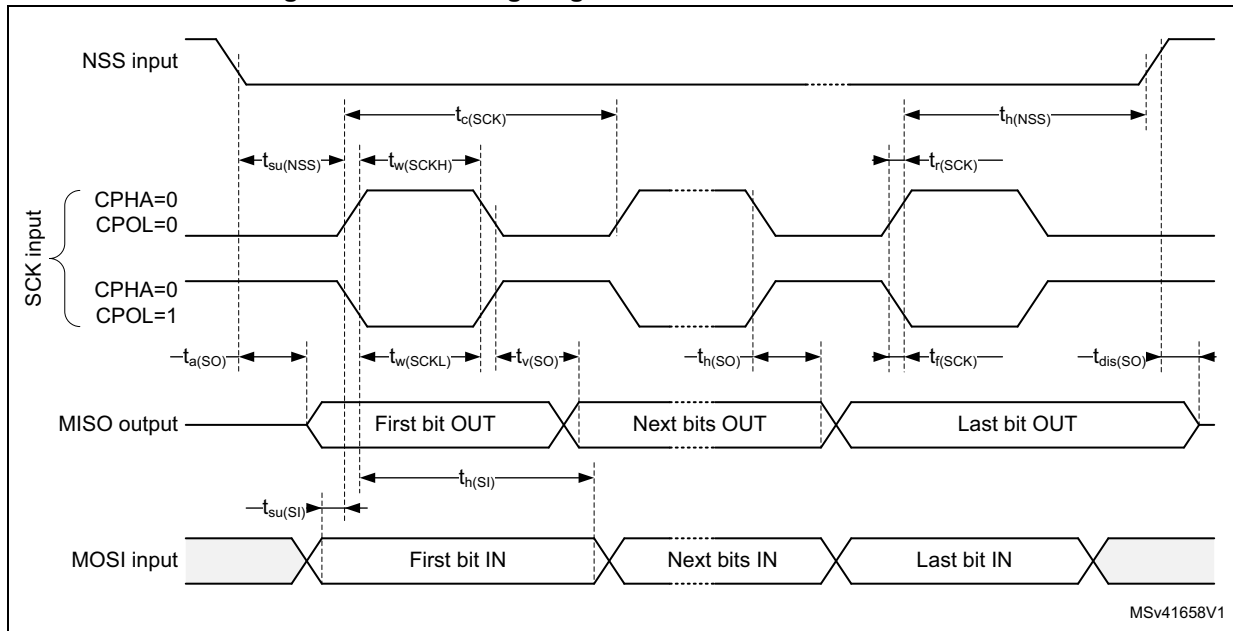 NSS input
tc(SCK)
th(NSS)
tsu(NSS)
tw(SCKH)
tr(SCK)
SCK input
CPHA=0
CPOL=0
CPHA=0
CPOL=1
ta(SO)
tw(SCKL)
tv(SO)
th(SO)
tf(SCK)
tdis(SO)
MISO output
First bit OUT
Next bits OUT
Last bit OUT
th(SI)
tsu(SI)
MOSI input
First bit IN
Next bits IN
Last bit IN
MSv41658V1